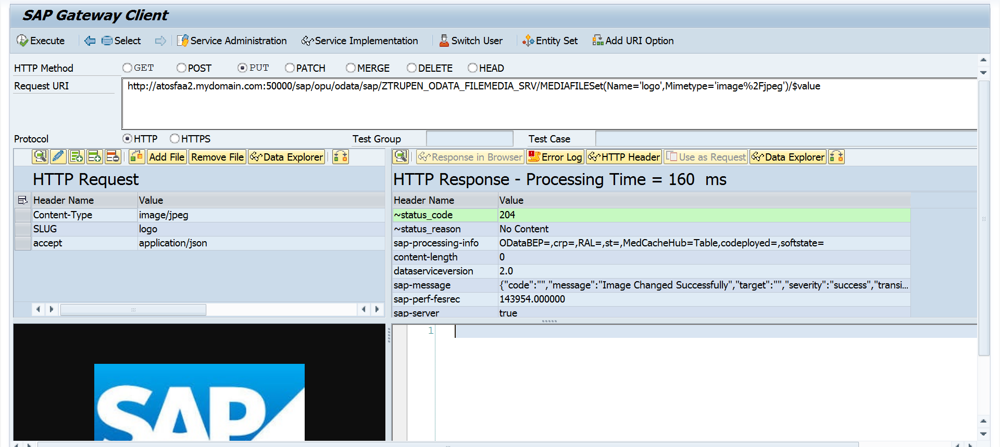 SAP Gateway Client
Execute Select Service Administration Service Implementation Switch User Entity Set Add URI Option
HTTP Method GET POST PUT PATCH MERGE DELETE HEAD
Request URI http://atosfaa2.mydomain.com:50000/sap/opu/odata/sap/ZTRUPEN_ODATA_FILEMEDIA_SRV/MEDIAFILESet(Name='logo',Mimetype='image%2Fjpeg')/$value
Protocol HTTP HTTPS Test Group Test Case
Add File Remove File Data Explorer
HTTP Request
Header Name Value
Content-Type image/jpeg
SLUG logo
accept application/json
SAP
Response in Browser Error Log HTTP Header Use as Request Data Explorer
HTTP Response - Processing Time = 160 ms
Header Name Value
~status_code 204
~status_reason No Content
sap-processing-info ODataBEP=,crp=,RAL=,st=,MedCacheHub=Table,codeployed=,softstate=
content-length 0
dataserviceversion 2.0
sap-message {"code":"","message":"Image Changed Successfully","target":"","severity":"success","transi...
sap-perf-fesrec 143954.000000
sap-server true
1